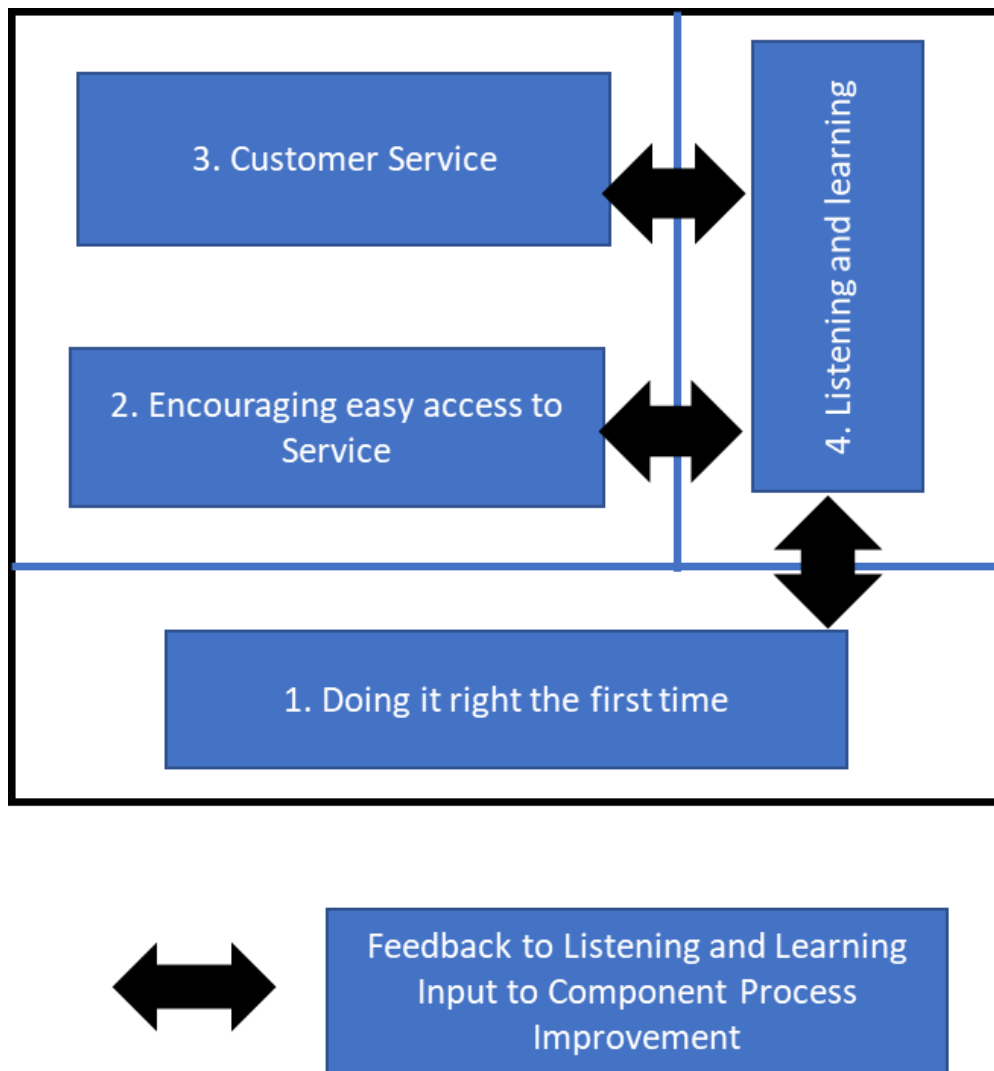 3. Customer Service
4. Listening and learning
2. Encouraging easy access to
Service
1. Doing it right the first time
Feedback to Listening and Learning
Input to Component Process
Improvement